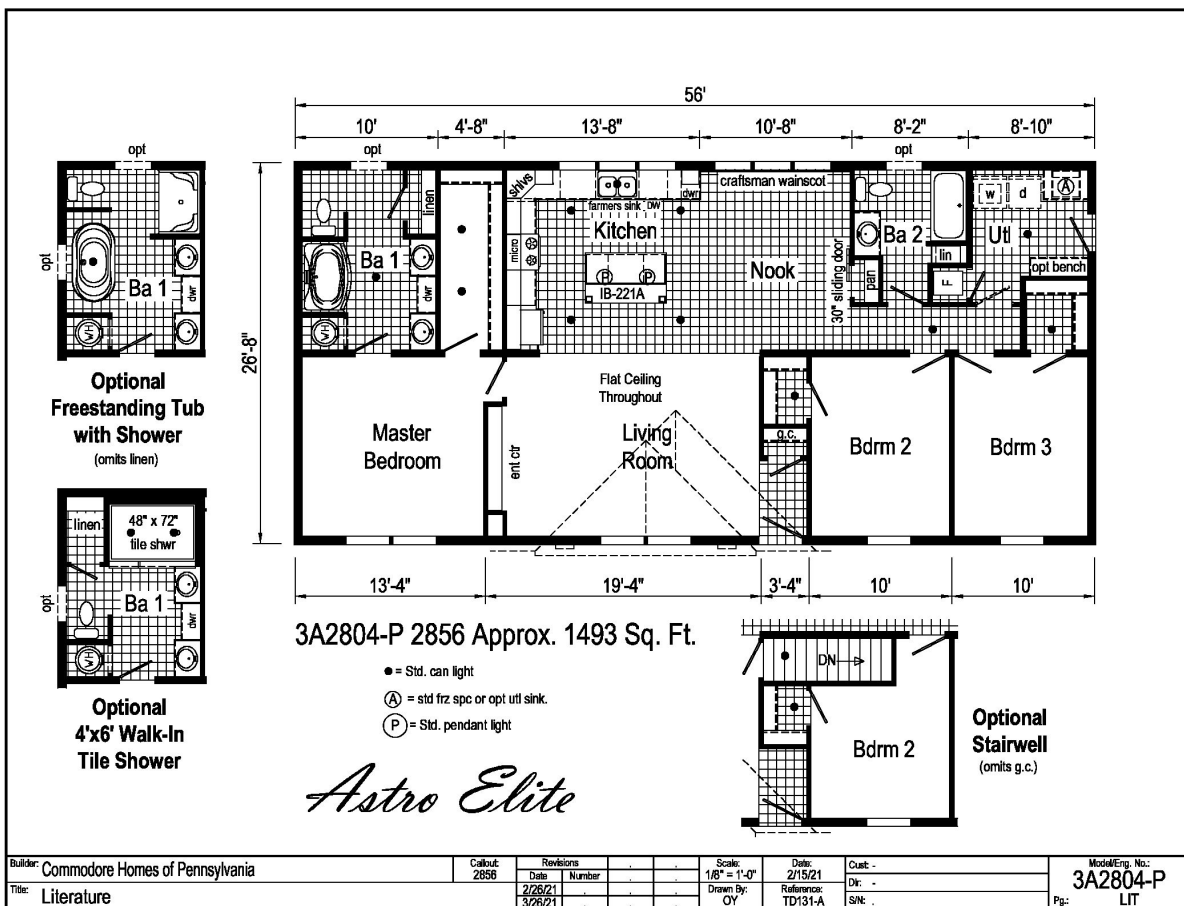 56'
10'
4'-8"
13'-8"
10'-8"
8'-2"
8'-10"
opt
opt
opt
shlvs
farmers sink
DW
dwr
craftsman wainscot
w
d
A
linen
micro
Kitchen
Ba 2
Utl
Ba 1
dwr
Nook
lin
opt bench
R
P
IB-221A
30" sliding door
pan
F
WH
26'-8"
opt
Ba 1
dwr
WH
Optional
Freestanding Tub
with Shower
(omits linen)
Flat Ceiling
Throughout
Master
Bedroom
ent ctr
Living
Room
g.c.
Bdrm 2
Bdrm 3
linen
48" x 72"
tile shwr
opt
Ba 1
dwr
WH
Optional
4'x6' Walk-In
Tile Shower
13'-4"
19'-4"
3'-4"
10'
10'
3A2804-P 2856 Approx. 1493 Sq. Ft.
= Std. can light
A = std frz spc or opt utl sink.
P = Std. pendant light
Astro Elite
DN
Bdrm 2
Optional
Stairwell
(omits g.c.)
Builder: Commodore Homes of Pennsylvania
Title: Literature
Callout:
2856
Revisions
Date Number
2/26/21
3/26/21
Scale:
1/8" = 1'-0"
Drawn By:
OY
Date:
2/15/21
Reference:
TD131-A
Cust: -
Dir: -
S/N: .
Model/Eng. No.:
3A2804-P
Pg.: LIT